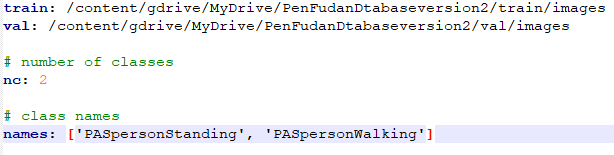 train: /content/gdrive/MyDrive/PenFudanDtabaseversion2/train/images
val: /content/gdrive/MyDrive/PenFudanDtabaseversion2/val/images
# number of classes
nc: 2
# class names
names: ['PASpersonStanding', 'PASpersonWalking']